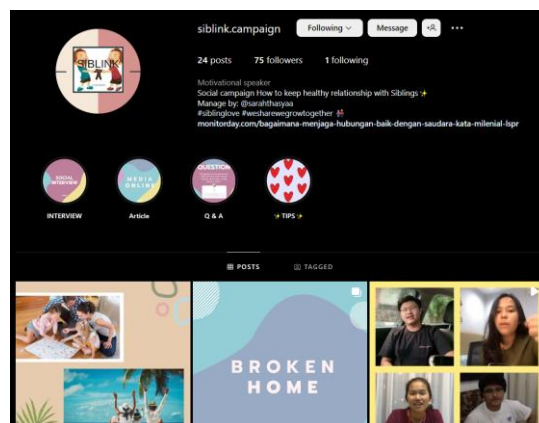 siblink.campaign Following Message
24 posts 75 followers 1 following
Motivational speaker
Social campaign How to keep healthy relationship with Siblings
Manage by: @sarahthasyaa
#siblinglove #wesharewegrowtogether
monitorday.com/bagaimana-menjaga-hubungan-baik-dengan-saudara-kata-milenial-lspr
SIBLINK
SOCIAL
INTERVIEW
MEDIA
ONLINE
QUESTION
INTERVIEW Article Q & A TIPS
POSTS TAGGED
BROKEN
HOME